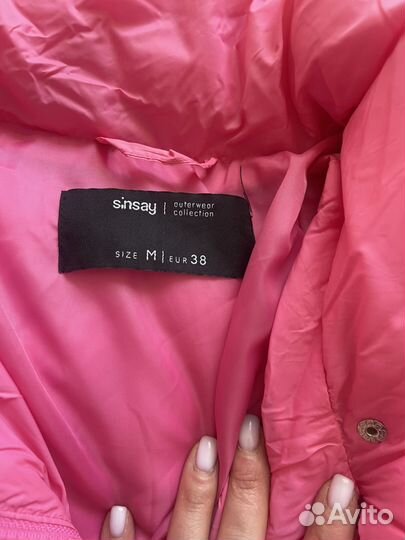 sinsay | outerwear
collection
SIZE M | EUR 38
Avito